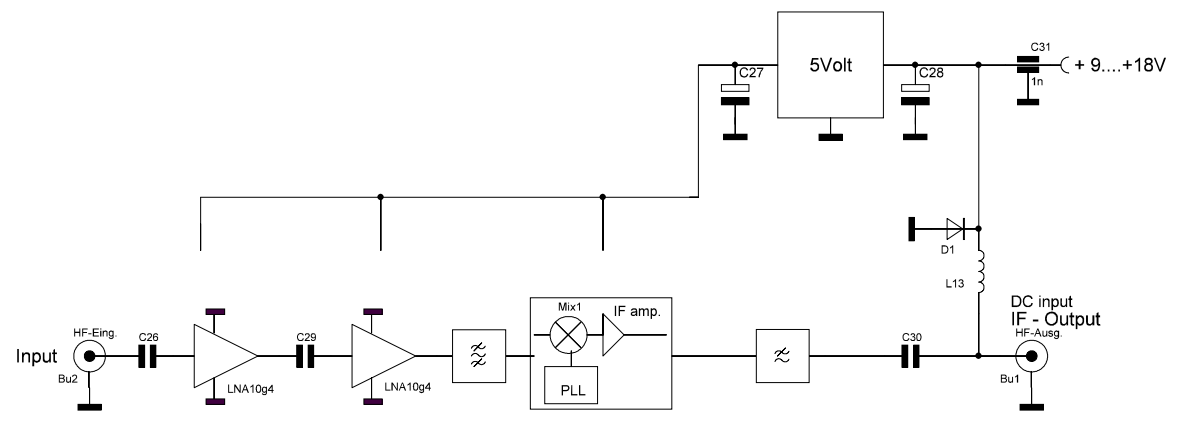 C31
C27
5Volt
C28
+ 9....+18V
1n
D1
L13
DC input
IF - Output
HF-Ausg.
Bu1
HF-Eing.
Input
Bu2
C26
LNA10g4
C29
LNA10g4
Mix1
IF amp.
PLL
C30